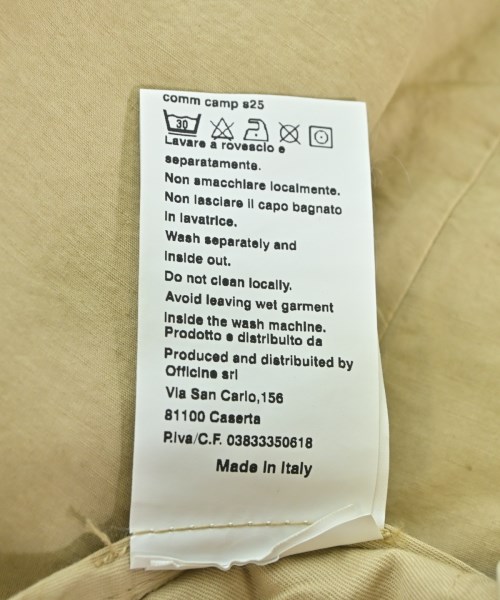 comm camp s25
30
Lavare a rovescio e
separatamente.
Non smacchiare localmente.
Non lasciare il capo bagnato
in lavatrice.
Wash separately and
inside out.
Do not clean locally.
Avoid leaving wet garment
inside the wash machine.
Prodotto e distribuito da
Produced and distribuited by
Officine srl
Via San Carlo,156
81100 Caserta
P.Iva/C.F. 03833350618
Made in Italy